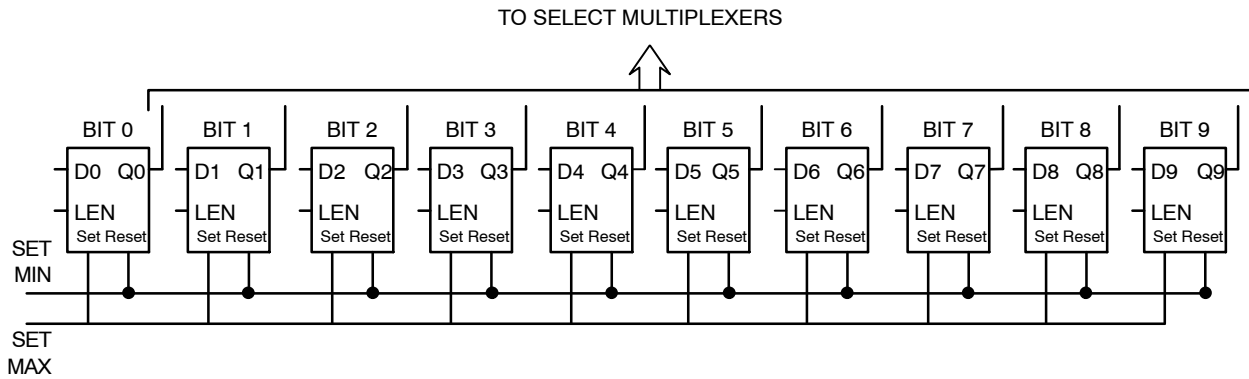 TO SELECT MULTIPLEXERS
BIT 0 BIT 1 BIT 2 BIT 3 BIT 4 BIT 5 BIT 6 BIT 7 BIT 8 BIT 9
D0 Q0 D1 Q1 D2 Q2 D3 Q3 D4 Q4 D5 Q5 D6 Q6 D7 Q7 D8 Q8 D9 Q9
LEN LEN LEN LEN LEN LEN LEN LEN LEN LEN
Set Reset Set Reset Set Reset Set Reset Set Reset Set Reset Set Reset Set Reset Set Reset Set Reset
SET
MIN
SET
MAX